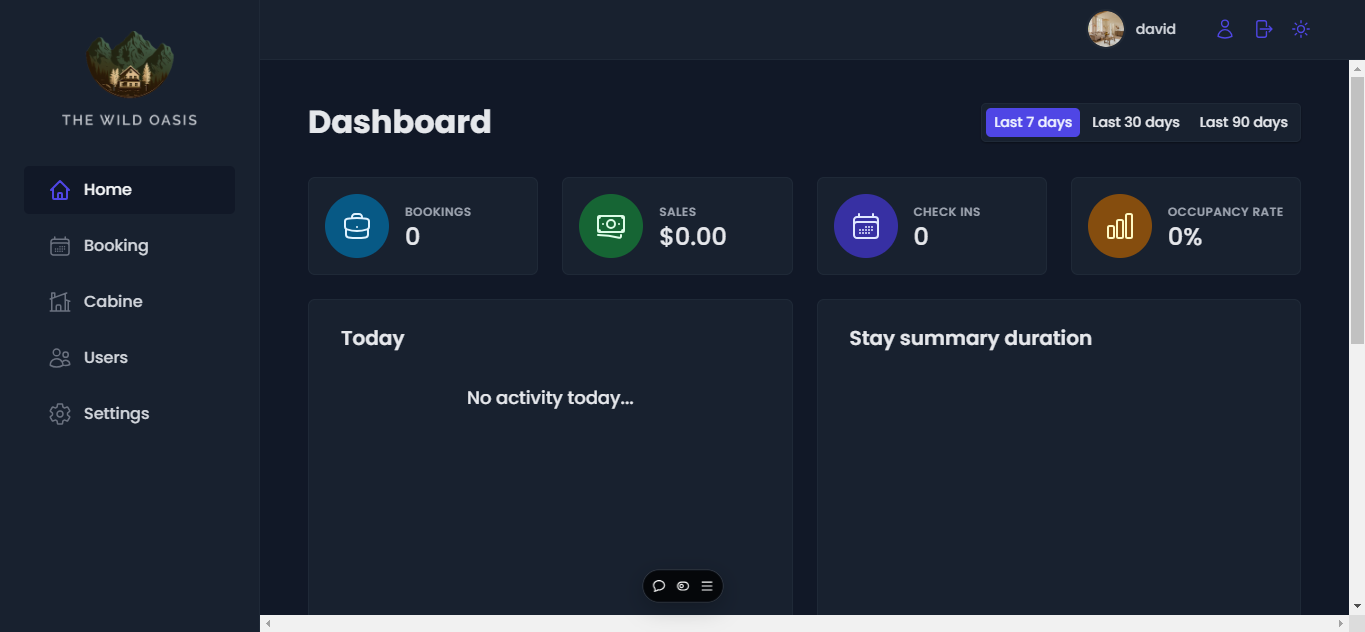 david
THE WILD OASIS
Home
Booking
Cabine
Users
Settings
Dashboard
Last 7 days Last 30 days Last 90 days
BOOKINGS
0
SALES
$0.00
CHECK INS
0
OCCUPANCY RATE
0%
Today
No activity today...
Stay summary duration